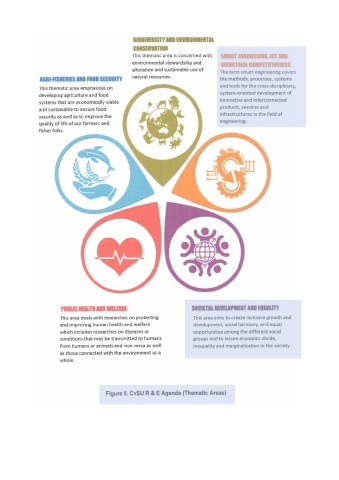 BIODIVERSITY AND ENVIRONMENTAL
CONSERVATION
This thematic area is concerned with
environmental stewardship and
allocation and sustainable use of
natural resources.
SMART ENGINEERING, ICT AND
INDUSTRIAL COMPETITIVENESS
The term smart engineering covers
the methods, processes, systems
and tools for the cross-disciplinary,
system-oriented development of
innovative and interconnected
products, services and
infrastructures in the field of
engineering.
AGRI-FISHERIES AND FOOD SECURITY
This thematic area emphasizes on
developing agriculture and food
systems that are economically viable
and sustainable to ensure food
security as well as to improve the
quality of life of our farmers and
fisher folks.
PUBLIC HEALTH AND WELFARE
This area deals with researches on protecting
and improving human health and welfare
which includes researches on diseases or
conditions that may be transmitted to humans
from humans or animals and vice versa as well
as those connected with the environment as a
whole.
SOCIETAL DEVELOPMENT AND EQUALITY
This area aims to create inclusive growth and
development, social harmony, and equal
opportunities among the different social
groups and to lessen economic divide,
inequality and marginalization in the society.
Figure 5. CvSU R & E Agenda (Thematic Areas)